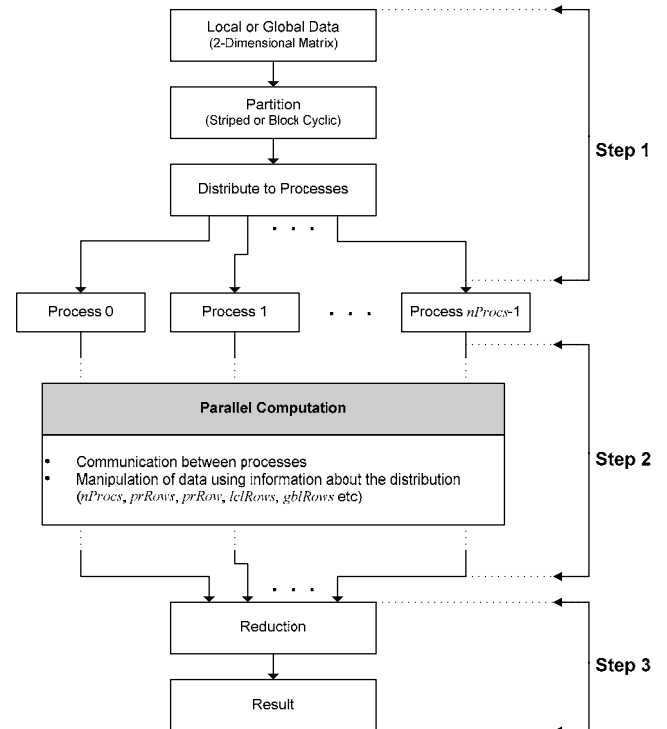 Local or Global Data
(2-Dimensional Matrix)
Partition
(Striped or Block Cyclic)
Step 1
Distribute to Processes
. . .
Process 0
Process 1
. . .
Process nProcs-1
Parallel Computation
▪ Communication between processes
▪ Manipulation of data using information about the distribution
(nProcs, prRows, prRow, lclRows, gblRows etc)
Step 2
. . .
Reduction
Step 3
Result